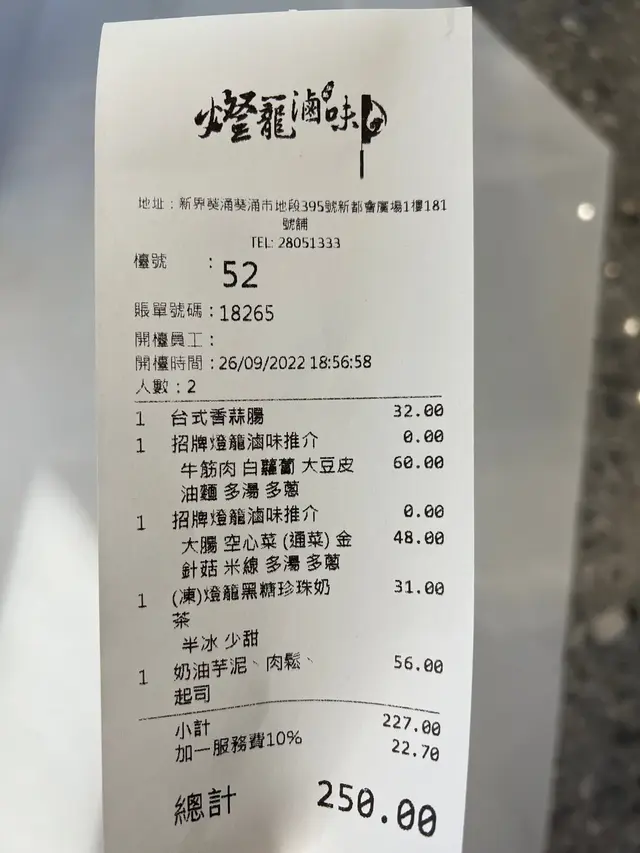 燈籠滷味
地址：新界葵涌葵涌市地段395號新都會廣場1樓181
號舖
TEL: 28051333
檯號 ： 52
賬單號碼：18265
開檯員工：
開檯時間：26/09/2022 18:56:58
人數：2
1 台式香蒜腸 32.00
1 招牌燈籠滷味推介 0.00
牛筋肉 白蘿蔔 大豆皮 60.00
油麵 多湯 多蔥
1 招牌燈籠滷味推介 0.00
大腸 空心菜 (通菜) 金 48.00
針菇 米線 多湯 多蔥
1 (凍)燈籠黑糖珍珠奶 31.00
茶
半冰 少甜
1 奶油芋泥、肉鬆、 56.00
起司
小計 227.00
加一服務費10% 22.70
總計 250.00